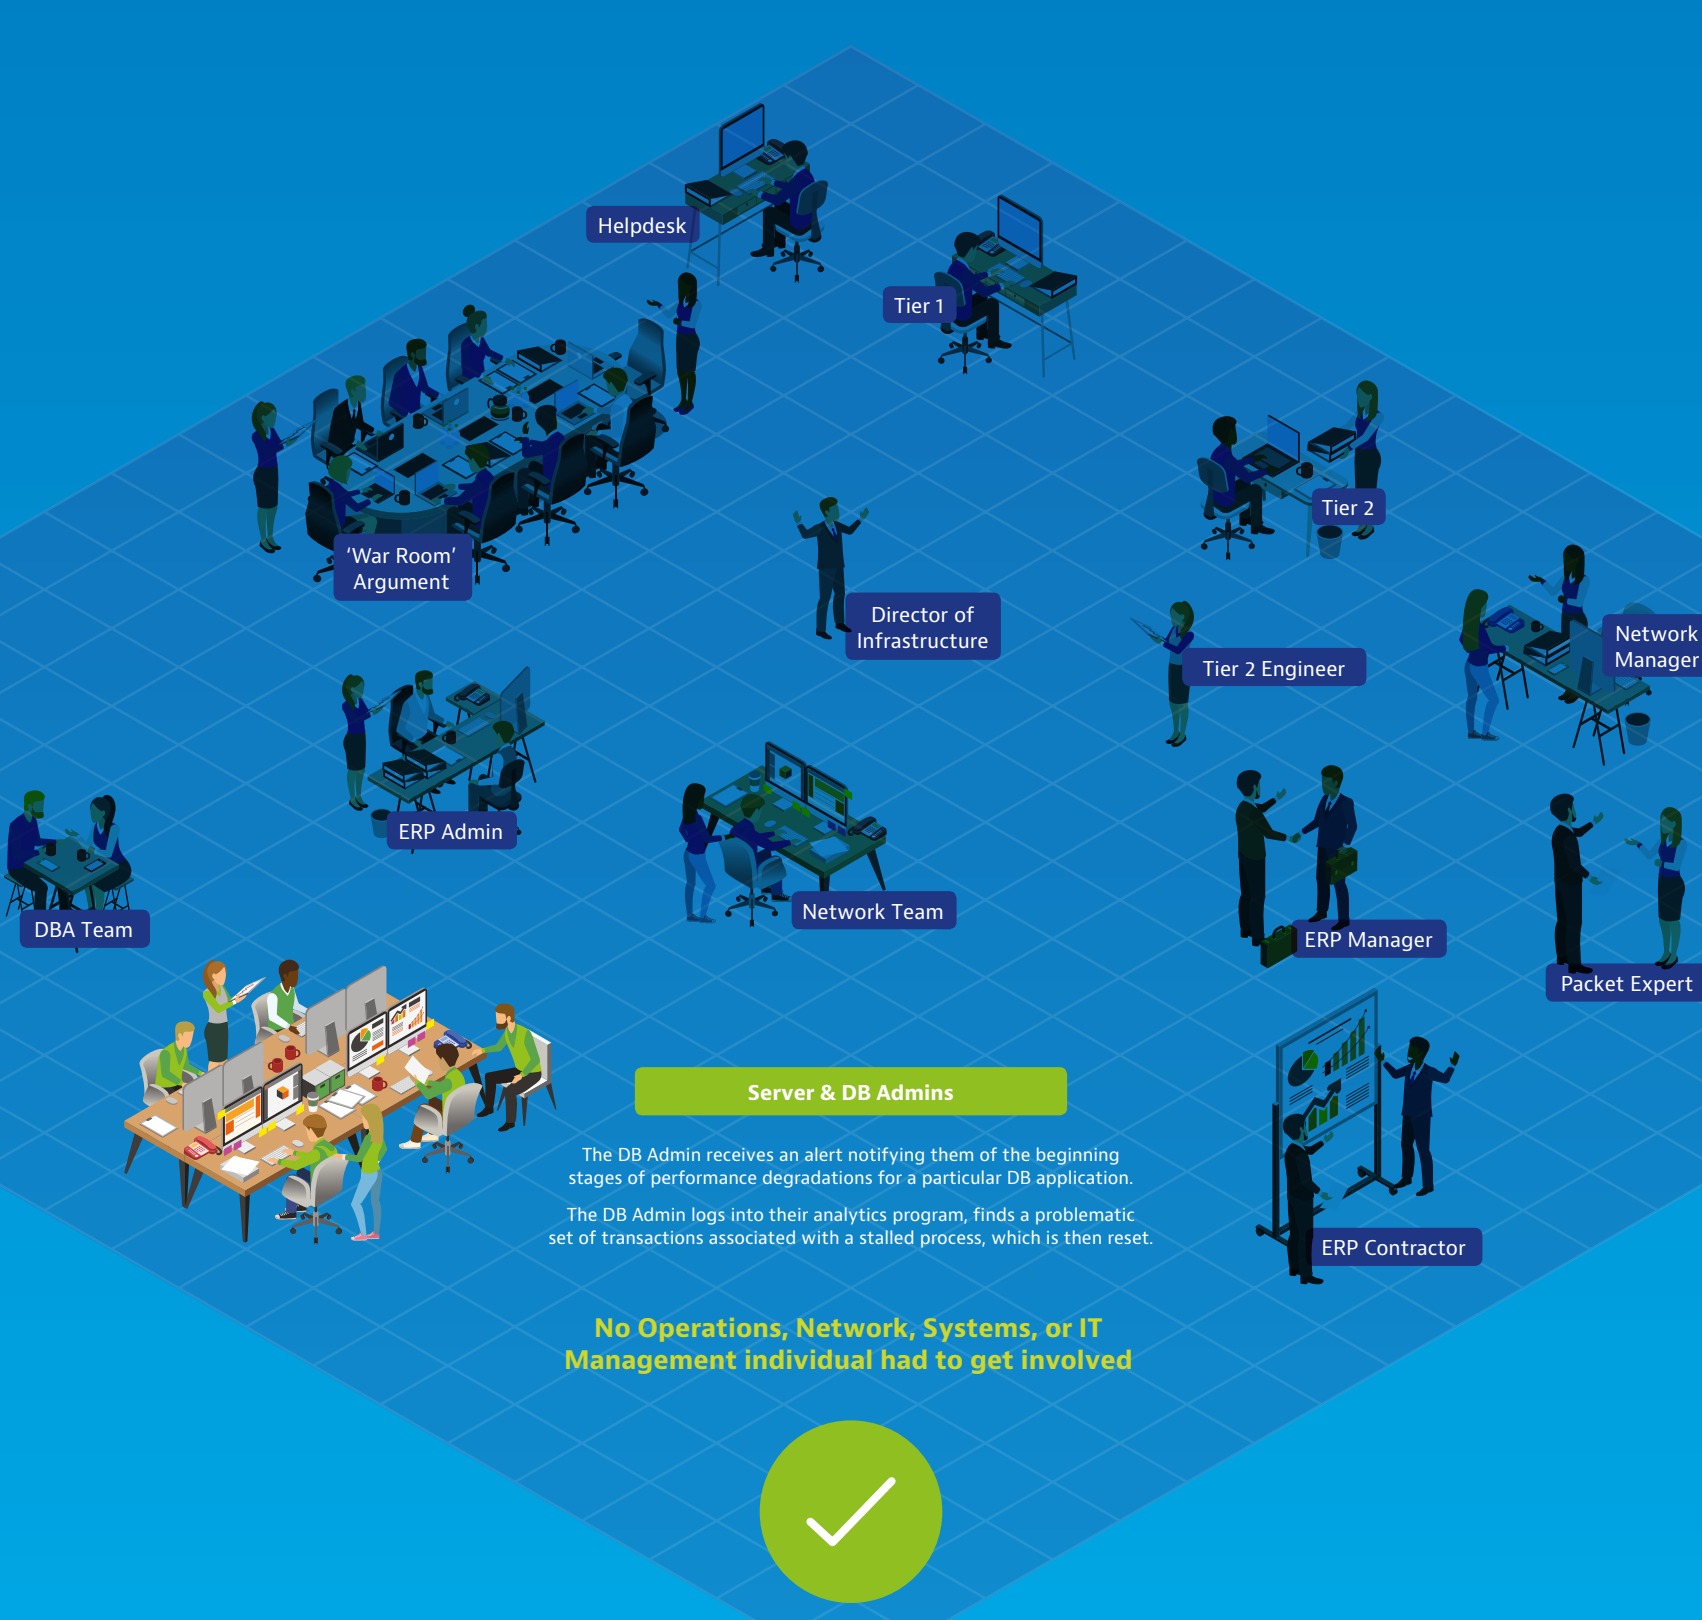 Helpdesk
Tier 1
Tier 2
‘War Room’
Argument
Director of
Infrastructure
Tier 2 Engineer
Network
Manager
ERP Admin
Network Team
DBA Team
ERP Manager
Packet Expert
Server & DB Admins
The DB Admin receives an alert notifying them of the beginning
stages of performance degradations for a particular DB application.
The DB Admin logs into their analytics program, finds a problematic
set of transactions associated with a stalled process, which is then reset.
ERP Contractor
No Operations, Network, Systems, or IT
Management individual had to get involved